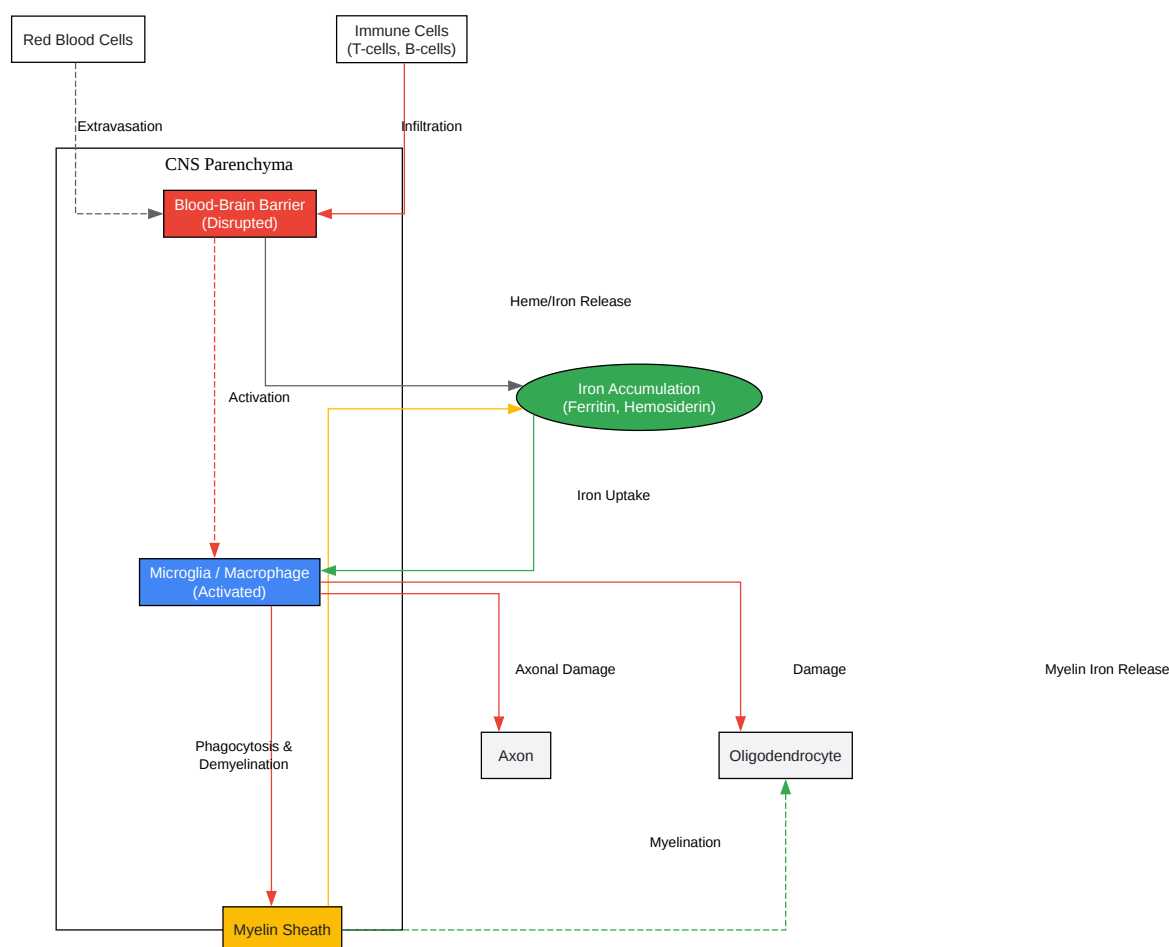 Red Blood Cells
Immune Cells
(T-cells, B-cells)
Extravasation
Infiltration
CNS Parenchyma
Blood-Brain Barrier
(Disrupted)
Heme/Iron Release
Iron Accumulation
(Ferritin, Hemosiderin)
Activation
Iron Uptake
Microglia / Macrophage
(Activated)
Axonal Damage
Damage
Myelin Iron Release
Phagocytosis &
Demyelination
Axon
Oligodendrocyte
Myelination
Myelin Sheath